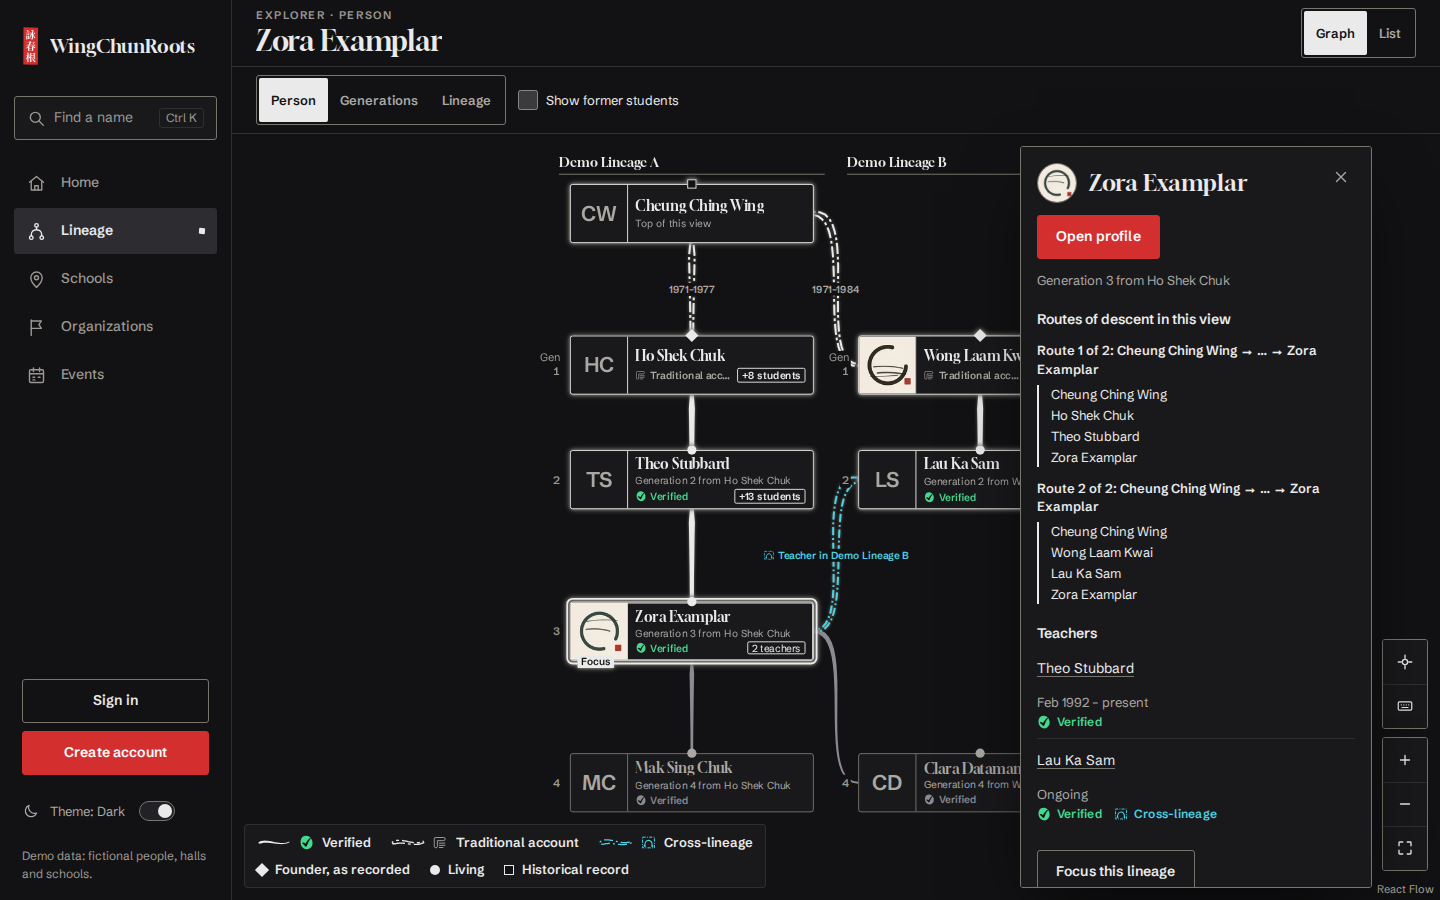 詠春根
WingChunRoots
Find a name
Ctrl K
Home
Lineage
Schools
Organizations
Events
Sign in
Create account
Theme: Dark
Demo data: fictional people, halls
and schools.
EXPLORER · PERSON
Zora Examplar
Graph
List
Person
Generations
Lineage
Show former students
Demo Lineage A
Demo Lineage B
CW
Cheung Ching Wing
Top of this view
1971-1977
1971-1984
Gen
1
HC
Ho Shek Chuk
Traditional acc...
+8 students
Gen
1
Wong Laam Kw
Traditional acc...
2
TS
Theo Stubbard
Generation 2 from Ho Shek Chuk
Verified
+13 students
2
LS
Lau Ka Sam
Generation 2 from W
Verified
Teacher in Demo Lineage B
3
Zora Examplar
Generation 3 from Ho Shek Chuk
Verified
2 teachers
Focus
4
MC
Mak Sing Chuk
Generation 4 from Ho Shek Chuk
Verified
4
CD
Clara Dataman
Generation 4 from W
Verified
Verified
Traditional account
Cross-lineage
Founder, as recorded
Living
Historical record
Zora Examplar
Open profile
Generation 3 from Ho Shek Chuk
Routes of descent in this view
Route 1 of 2: Cheung Ching Wing → ... → Zora
Examplar
Cheung Ching Wing
Ho Shek Chuk
Theo Stubbard
Zora Examplar
Route 2 of 2: Cheung Ching Wing → ... → Zora
Examplar
Cheung Ching Wing
Wong Laam Kwai
Lau Ka Sam
Zora Examplar
Teachers
Theo Stubbard
Feb 1992 – present
Verified
Lau Ka Sam
Ongoing
Verified
Cross-lineage
Focus this lineage
React Flow